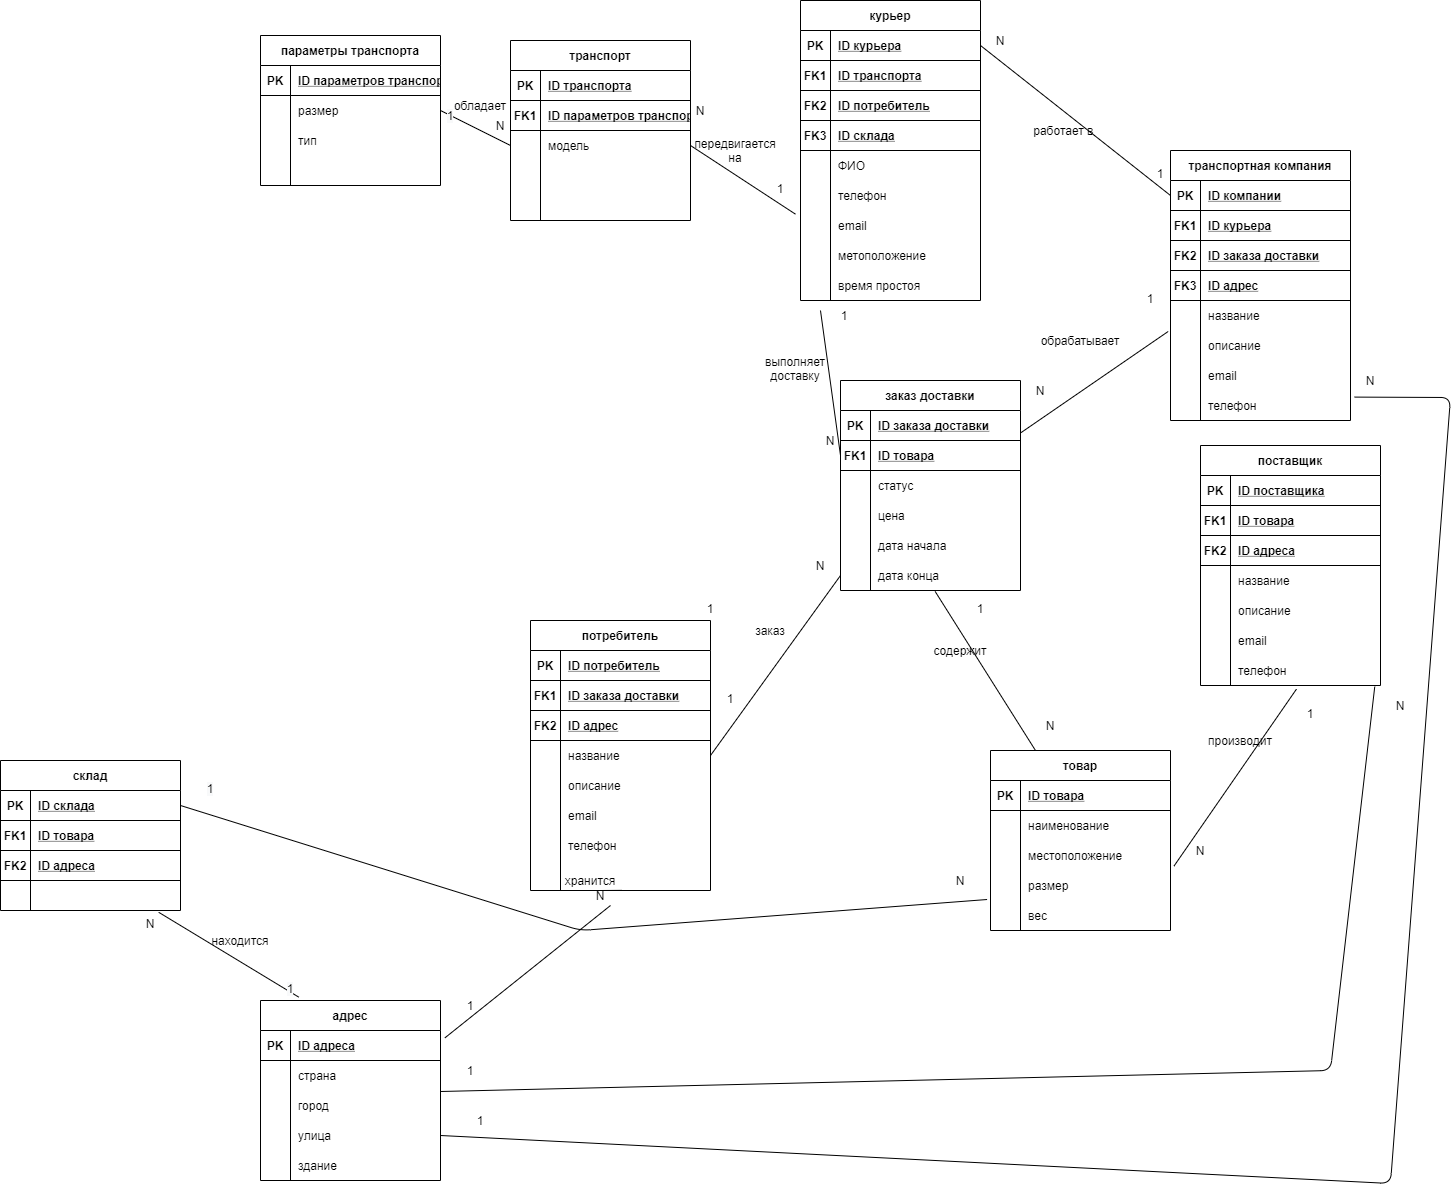 параметры транспорта
PK ID параметров транспор
размер
тип
1
обладает
N
транспорт
PK ID транспорта
FK1 ID параметров транспор
модель
N
передвигается
на
1
курьер
PK ID курьера
FK1 ID транспорта
FK2 ID потребитель
FK3 ID склада
ФИО
телефон
email
метоположение
время простоя
N
работает в
1
транспортная компания
PK ID компании
FK1 ID курьера
FK2 ID заказа доставки
FK3 ID адрес
название
описание
email
телефон
1
обрабатывает
N
N
1
выполняет
доставку
N
заказ доставки
PK ID заказа доставки
FK1 ID товара
статус
цена
дата начала
дата конца
поставщик
PK ID поставщика
FK1 ID товара
FK2 ID адреса
название
описание
email
телефон
N
1
производит
N
N
заказ
1
1
1
содержит
N
потребитель
PK ID потребитель
FK1 ID заказа доставки
FK2 ID адрес
название
описание
email
телефон
хранится
N
товар
PK ID товара
наименование
местоположение
размер
вес
N
склад
PK ID склада
FK1 ID товара
FK2 ID адреса
1
N
находится
1
адрес
PK ID адреса
страна
город
улица
здание
1
1
1